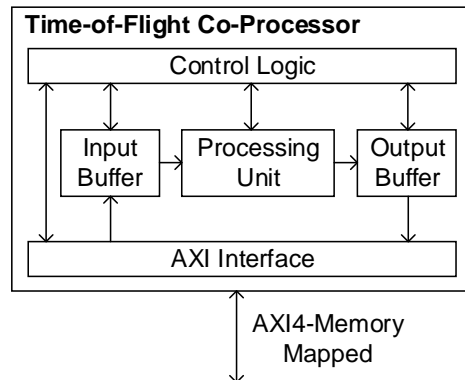 Time-of-Flight Co-Processor
Control Logic
Input
Buffer
Processing
Unit
Output
Buffer
AXI Interface
AXI4-Memory
Mapped